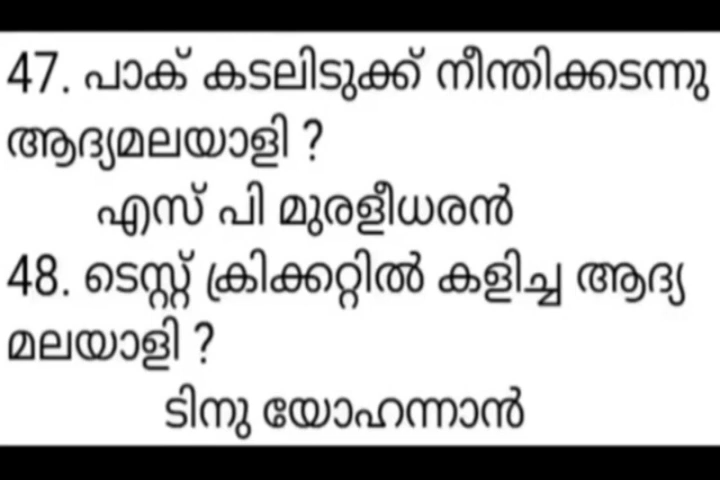 47. പാക് കടലിടുക്ക് നീന്തിക്കടന്നു
ആദ്യമലയാളി ?
എസ് പി മുരളീധരൻ
48. ടെസ്റ്റ് ക്രിക്കറ്റിൽ കളിച്ച ആദ്യ
മലയാളി ?
ടിനു യോഹന്നാൻ